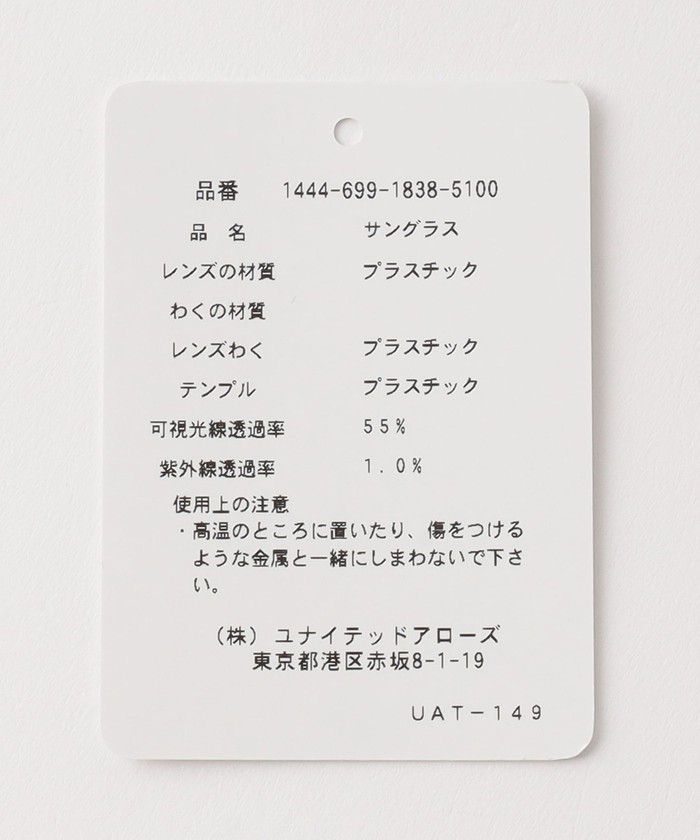 品番 1444-699-1838-5100
品 名 サングラス
レンズの材質 プラスチック
わくの材質
レンズわく プラスチック
テンプル プラスチック
可視光線透過率 55%
紫外線透過率 1.0%
使用上の注意
・高温のところに置いたり、傷をつける
ような金属と一緒にしまわないで下さ
い。
（株） ユナイテッドアローズ
東京都港区赤坂8-1-19
UAT－149